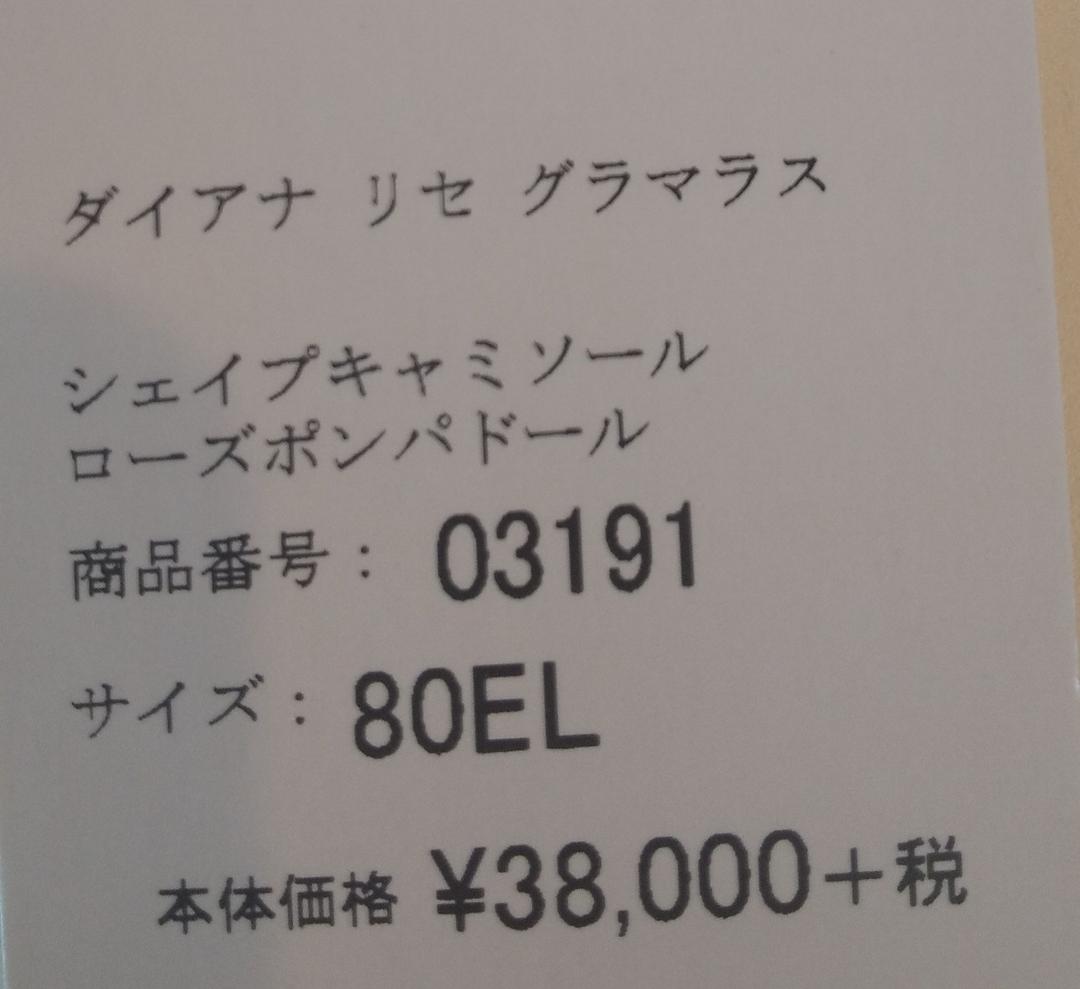 ダイアナ リセ グラマラス
シェイプキャミソール
ローズポンパドール
商品番号： 03191
サイズ： 80EL
本体価格 ¥38,000＋税